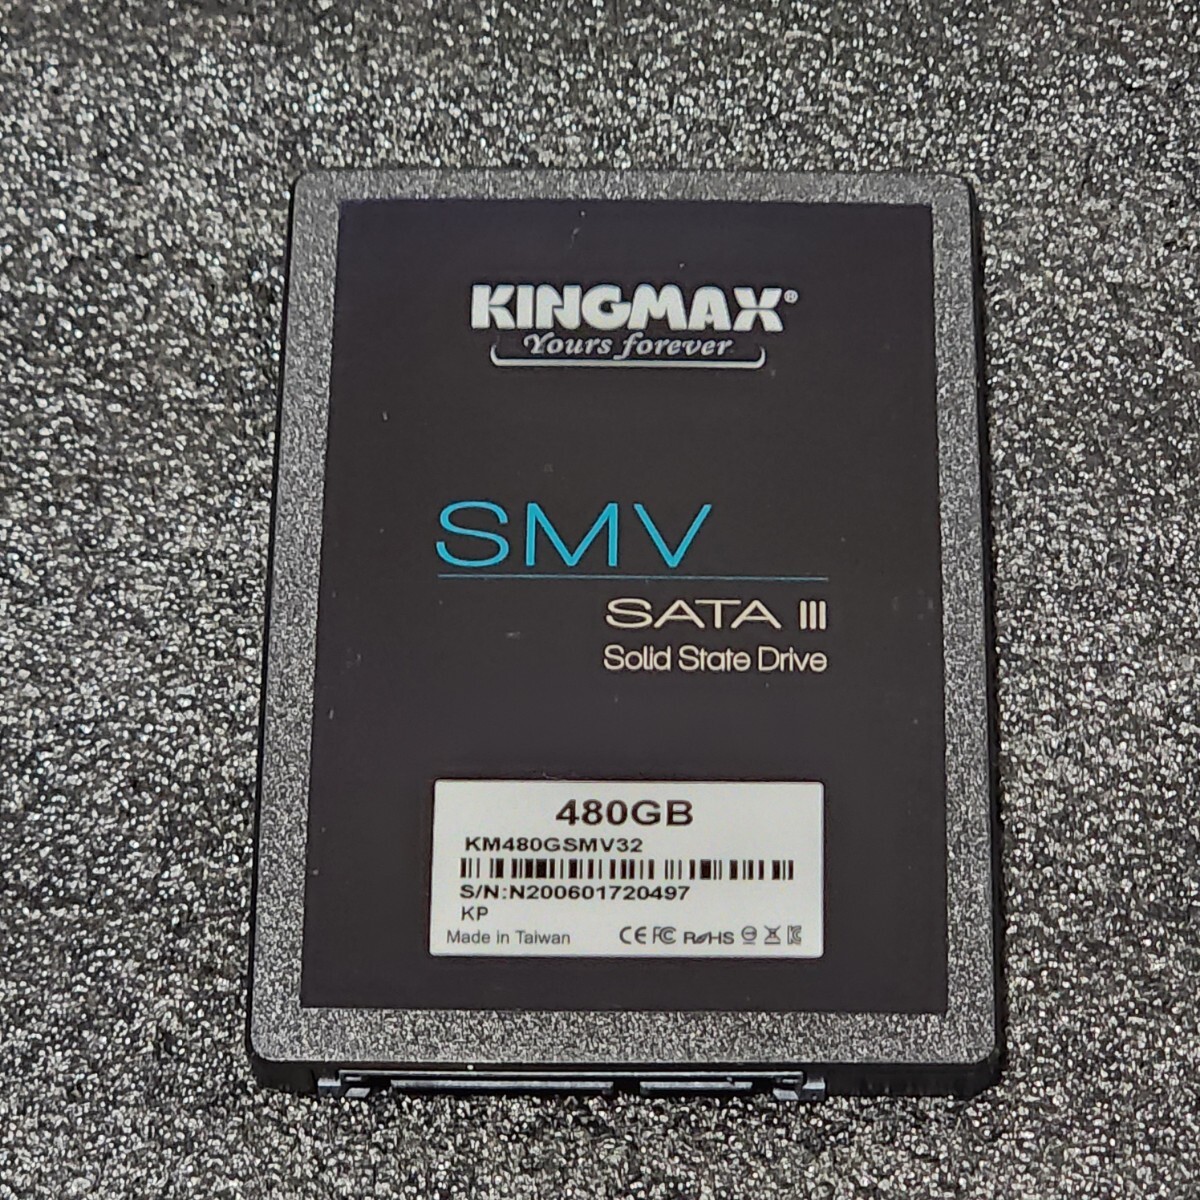 KINGMAX®
Yours forever
SMV
SATA III
Solid State Drive
480GB
KM480GSMV32
S/N:N200601720497
KP
Made in Taiwan CE FC RoHS